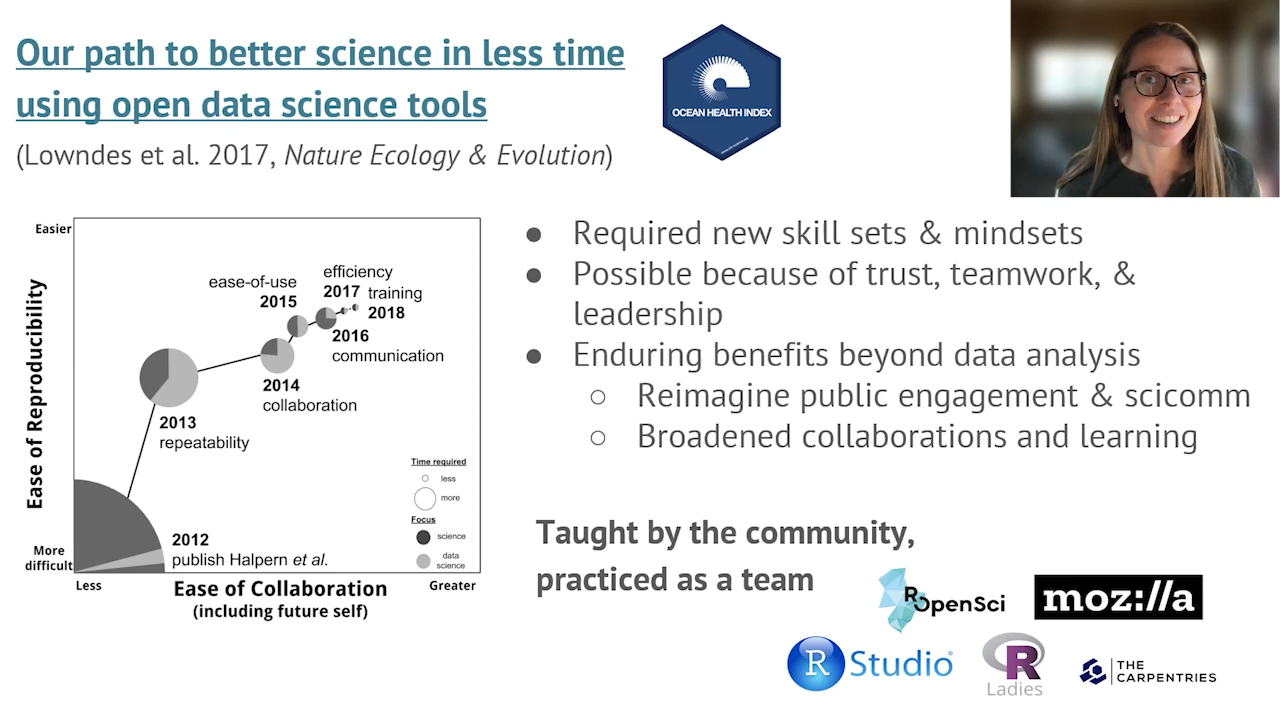 Our path to better science in less time
using open data science tools
(Lowndes et al. 2017, Nature Ecology & Evolution)
OCEAN HEALTH INDEX
Easier
Ease of Reproducibility
More
difficult
ease-of-use
2015
efficiency
2017
training
2018
2016
communication
2014
collaboration
2013
repeatability
2012
publish Halpern et al.
Time required
less
more
Focus
science
data
science
Less
Ease of Collaboration
(including future self)
Greater
● Required new skill sets & mindsets
● Possible because of trust, teamwork, &
leadership
● Enduring benefits beyond data analysis
○ Reimagine public engagement & scicomm
○ Broadened collaborations and learning
Taught by the community,
practiced as a team
ROpenSci
moz://a
R Studio®
R
Ladies
THE
CARPENTRIES